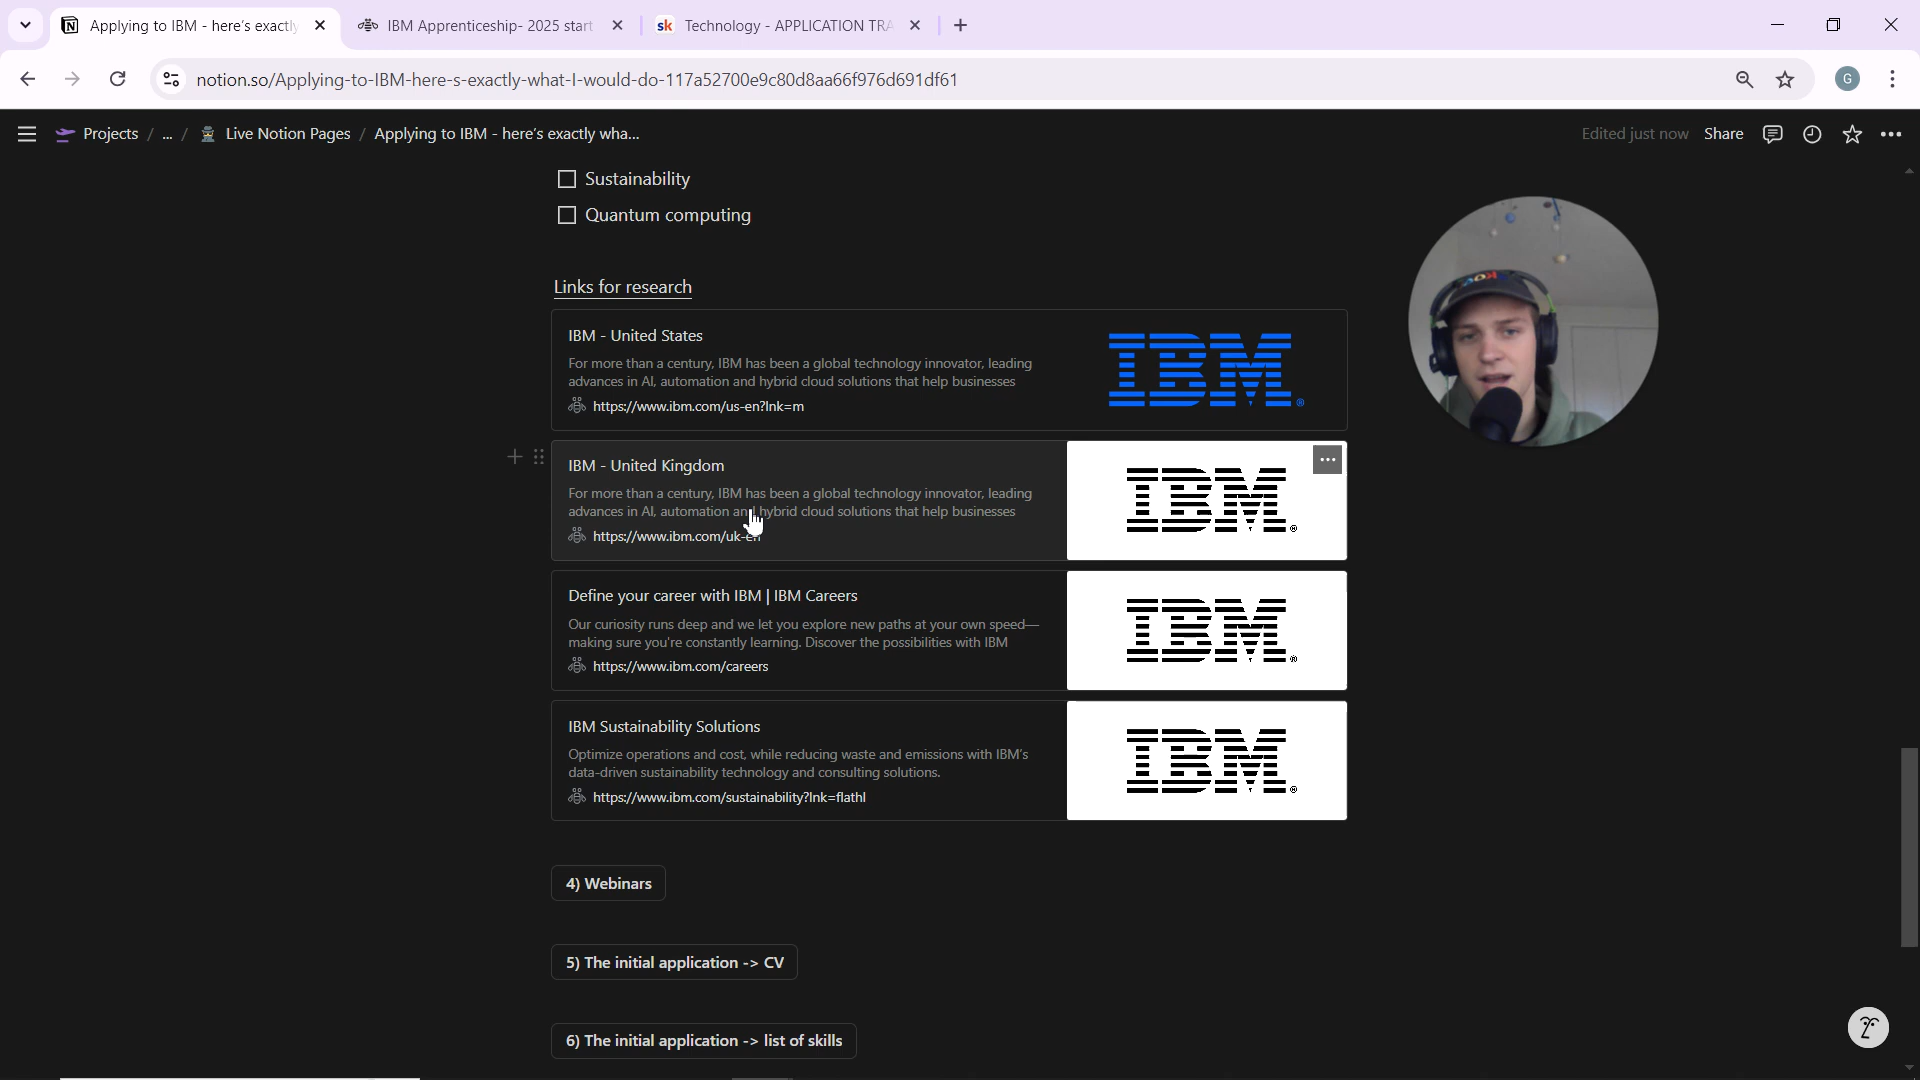 Applying to IBM - here's exactly
IBM Apprenticeship- 2025 start
sk
Technology - APPLICATION TRA
notion.so/Applying-to-IBM-here-s-exactly-what-I-would-do-117a52700e9c80d8aa66f976d691df61
G
Projects / ... / Live Notion Pages / Applying to IBM - here's exactly wha...
Edited just now
Share
Sustainability
Quantum computing
Links for research
IBM - United States
For more than a century, IBM has been a global technology innovator, leading
advances in AI, automation and hybrid cloud solutions that help businesses
https://www.ibm.com/us-en?lnk=m
IBM
IBM - United Kingdom
For more than a century, IBM has been a global technology innovator, leading
advances in AI, automation and hybrid cloud solutions that help businesses
https://www.ibm.com/uk-en
IBM
Define your career with IBM | IBM Careers
Our curiosity runs deep and we let you explore new paths at your own speed—
making sure you're constantly learning. Discover the possibilities with IBM
https://www.ibm.com/careers
IBM
IBM Sustainability Solutions
Optimize operations and cost, while reducing waste and emissions with IBM's
data-driven sustainability technology and consulting solutions.
https://www.ibm.com/sustainability?lnk=flathl
IBM
4) Webinars
5) The initial application -> CV
6) The initial application -> list of skills